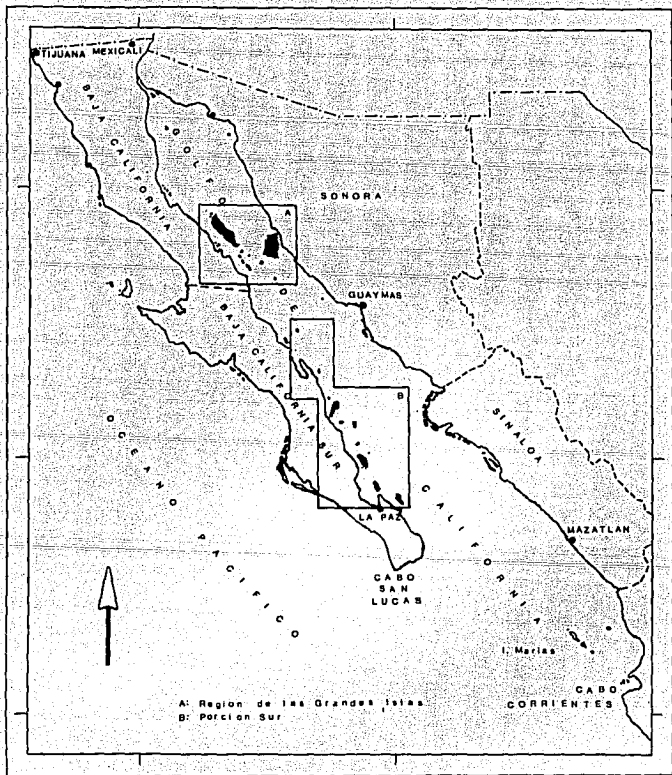 TIJUANA MEXICALI
BAJA CALIFORNIA
GOLFO
A
SONORA
DE
GUAYMAS
BAJA CALIFORNIA SUR
B
SINALOA
OCEANO PACIFICO
CALIFORNIA
LA PAZ
MAZATLAN
CABO
SAN
LUCAS
I. Marías
CABO
CORRIENTES
A: Region de las Grandes Islas
B: Porcion Sur